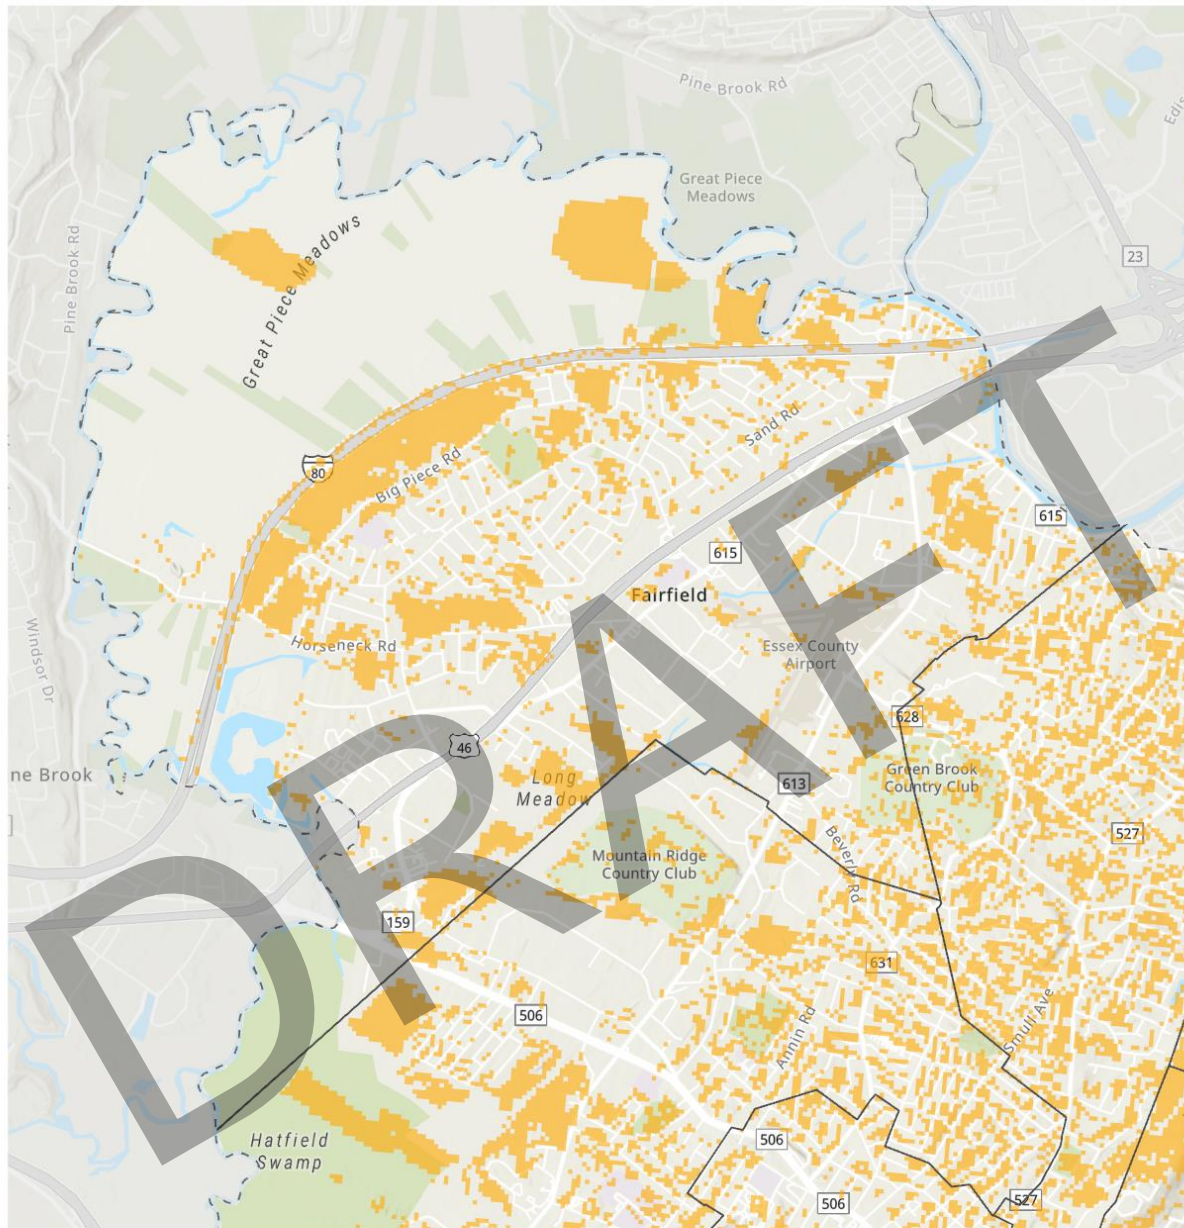 Pine Brook Rd
Edis
Great Piece
Meadows
Pine Brook Rd
Great Piece Meadows
23
Sand Rd
Big Piece Rd
80
615
615
Windsor Dr
Fairfield
Horseneck Rd
Essex County
Airport
628
46
ne Brook
Long
Meadow
613
Green Brook
Country Club
527
Mountain Ridge
Country Club
Beverly Rd
159
631
506
Annin Rd
Smull Ave
Hatfield
Swamp
506
506
527
DRAFT